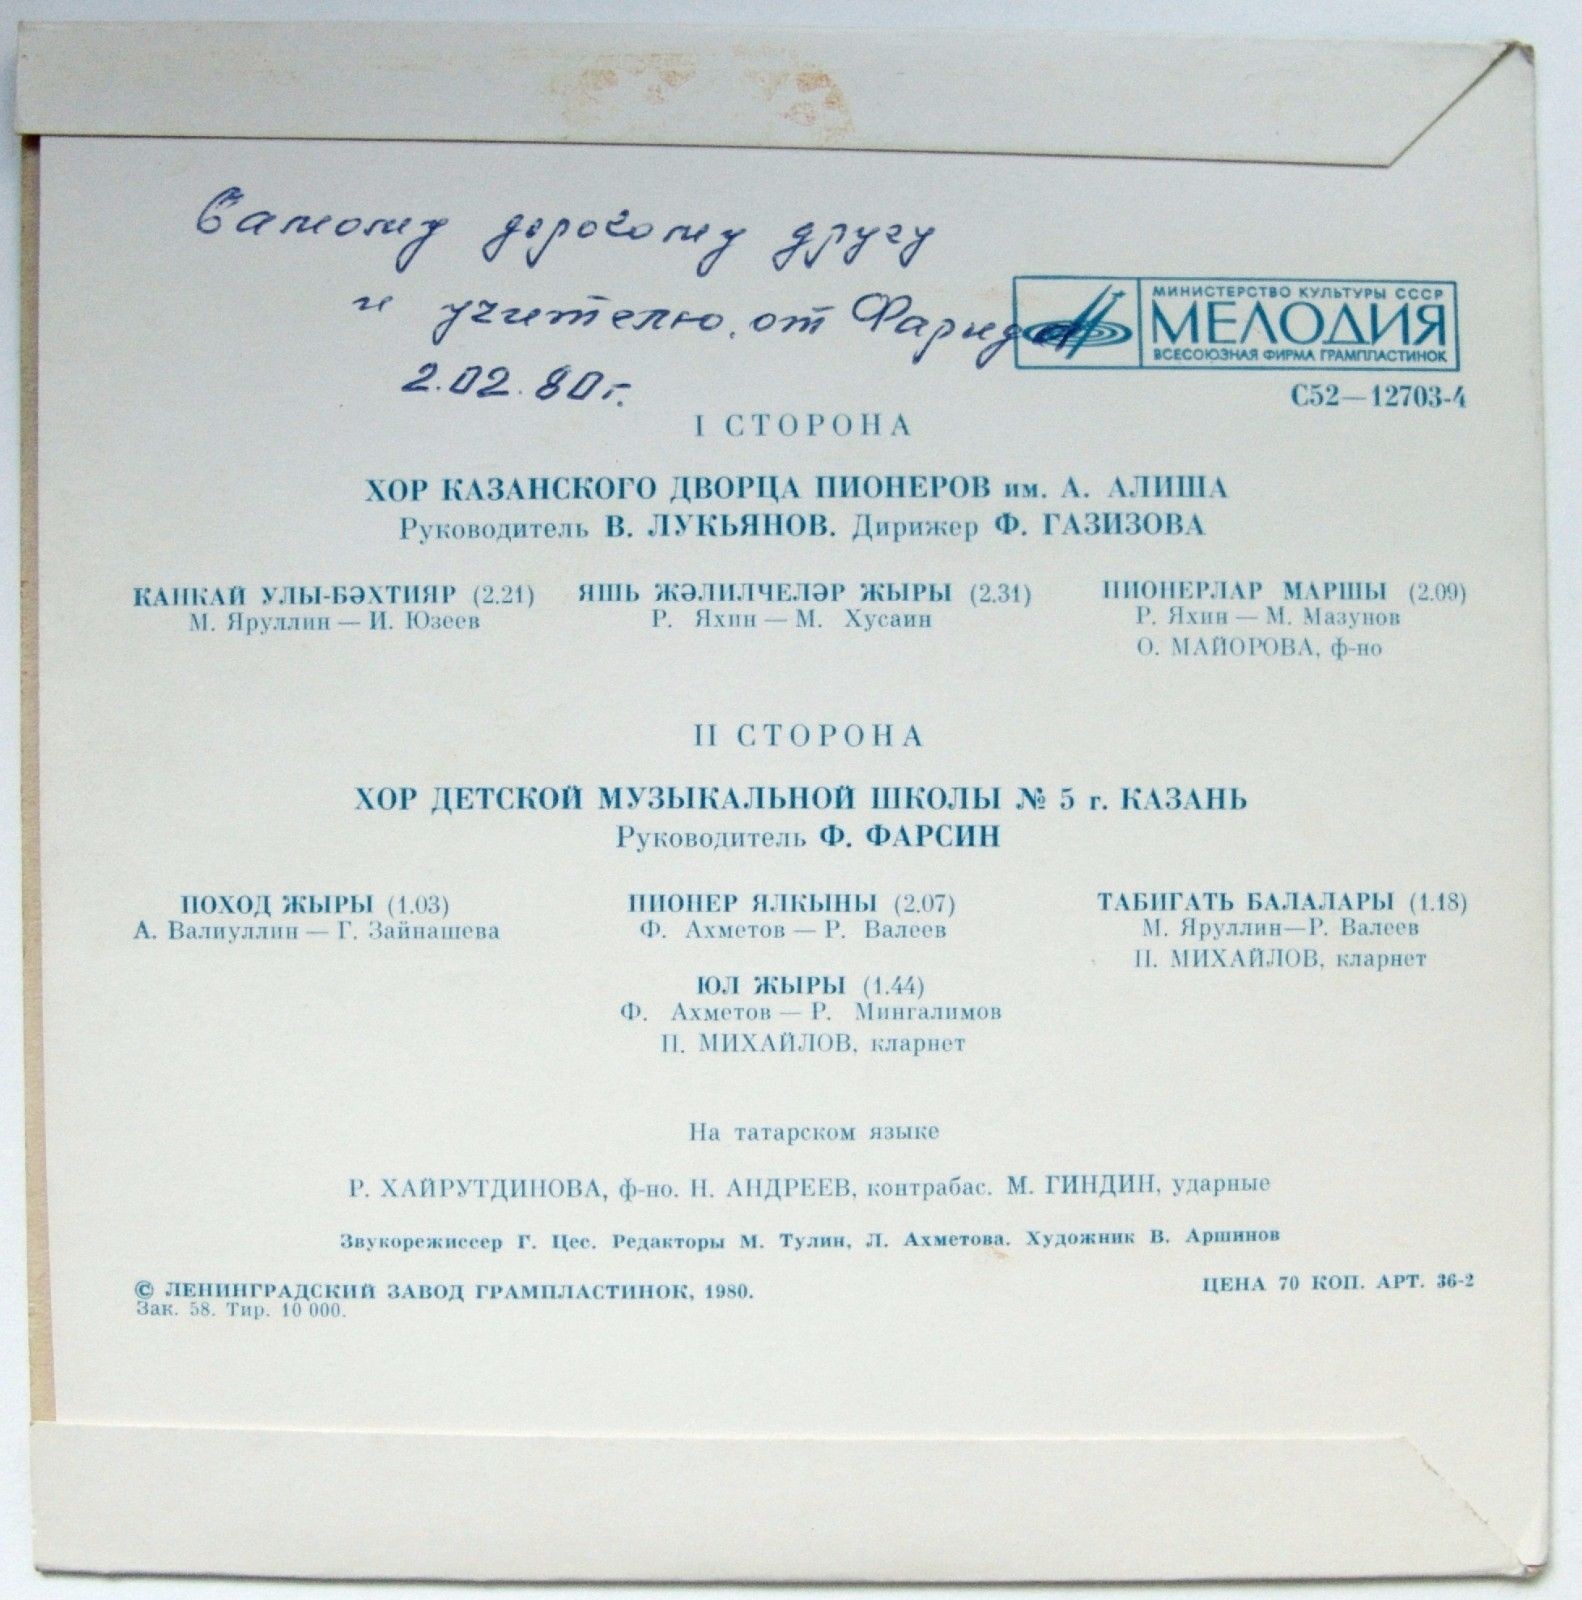 Самому дорогому другу
и учителю, от Фарида
2.02.80г.
МИНИСТЕРСТВО КУЛЬТУРЫ СССР
МЕЛОДИЯ
ВСЕСОЮЗНАЯ ФИРМА ГРАМПЛАСТИНОК
С52—12703-4
I СТОРОНА
ХОР КАЗАНСКОГО ДВОРЦА ПИОНЕРОВ им. А. АЛИША
Руководитель В. ЛУКЬЯНОВ. Дирижер Ф. ГАЗИЗОВА
КАПКАЙ УЛЫ-БӘХТИЯР (2.21)
М. Яруллин — И. Юзеев
ЯШЬ ЖӘЛИЛЧЕЛӘР ЖЫРЫ (2.31)
Р. Яхин — М. Хусаин
ПИОНЕРЛАР МАРШЫ (2.09)
Р. Яхин — М. Мазунов
О. МАЙОРОВА, ф-но
II СТОРОНА
ХОР ДЕТСКОЙ МУЗЫКАЛЬНОЙ ШКОЛЫ № 5 г. КАЗАНЬ
Руководитель Ф. ФАРСИН
ПОХОД ЖЫРЫ (1.03)
А. Валиуллин — Г. Зайнашева
ПИОНЕР ЯЛКЫНЫ (2.07)
Ф. Ахметов — Р. Валеев
ЮЛ ЖЫРЫ (1.44)
Ф. Ахметов — Р. Мингалимов
П. МИХАЙЛОВ, кларнет
ТАБИГАТЬ БАЛАЛАРЫ (1.18)
М. Яруллин—Р. Валеев
П. МИХАЙЛОВ, кларнет
На татарском языке
Р. ХАЙРУТДИНОВА, ф-но. Н. АНДРЕЕВ, контрабас. М. ГИНДИН, ударные
Звукорежиссер Г. Цес. Редакторы М. Тулин, Л. Ахметова. Художник В. Аршинов
© ЛЕНИНГРАДСКИЙ ЗАВОД ГРАМПЛАСТИНОК, 1980.
Зак. 58. Тир. 10 000.
ЦЕНА 70 КОП. АРТ. 36-2